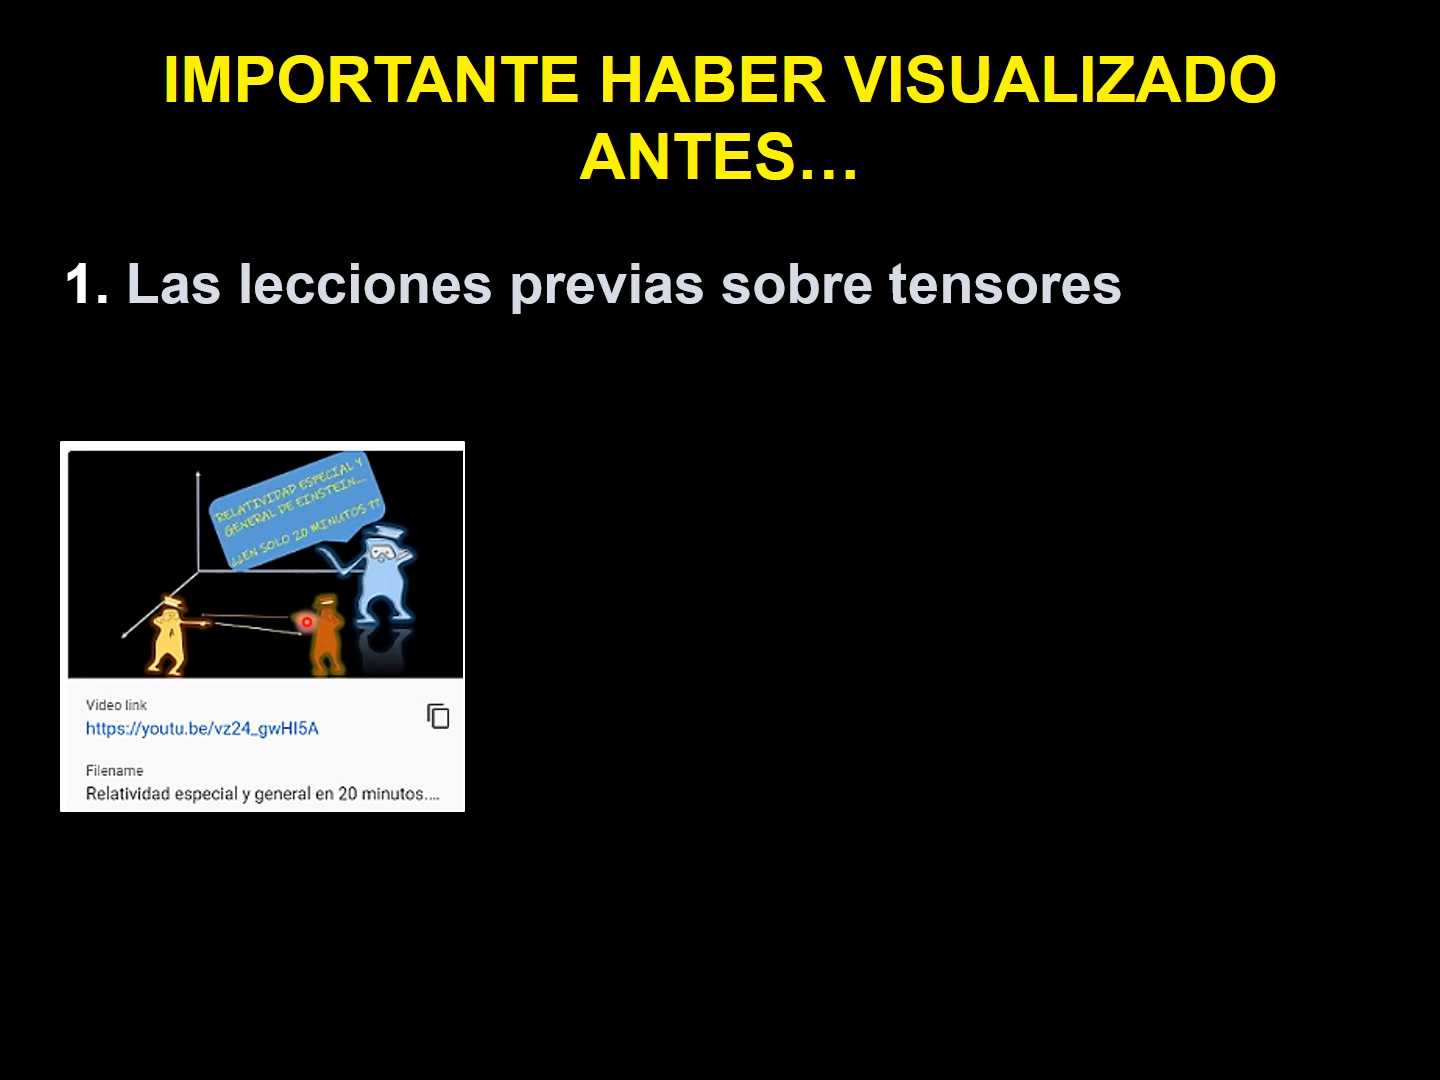 IMPORTANTE HABER VISUALIZADO
ANTES…
1. Las lecciones previas sobre tensores
RELATIVIDAD ESPECIAL Y
GENERAL DE EINSTEIN...
¿¿EN SOLO 20 MINUTOS ??
Video link
https://youtu.be/vz24_gwHI5A
Filename
Relatividad especial y general en 20 minutos....